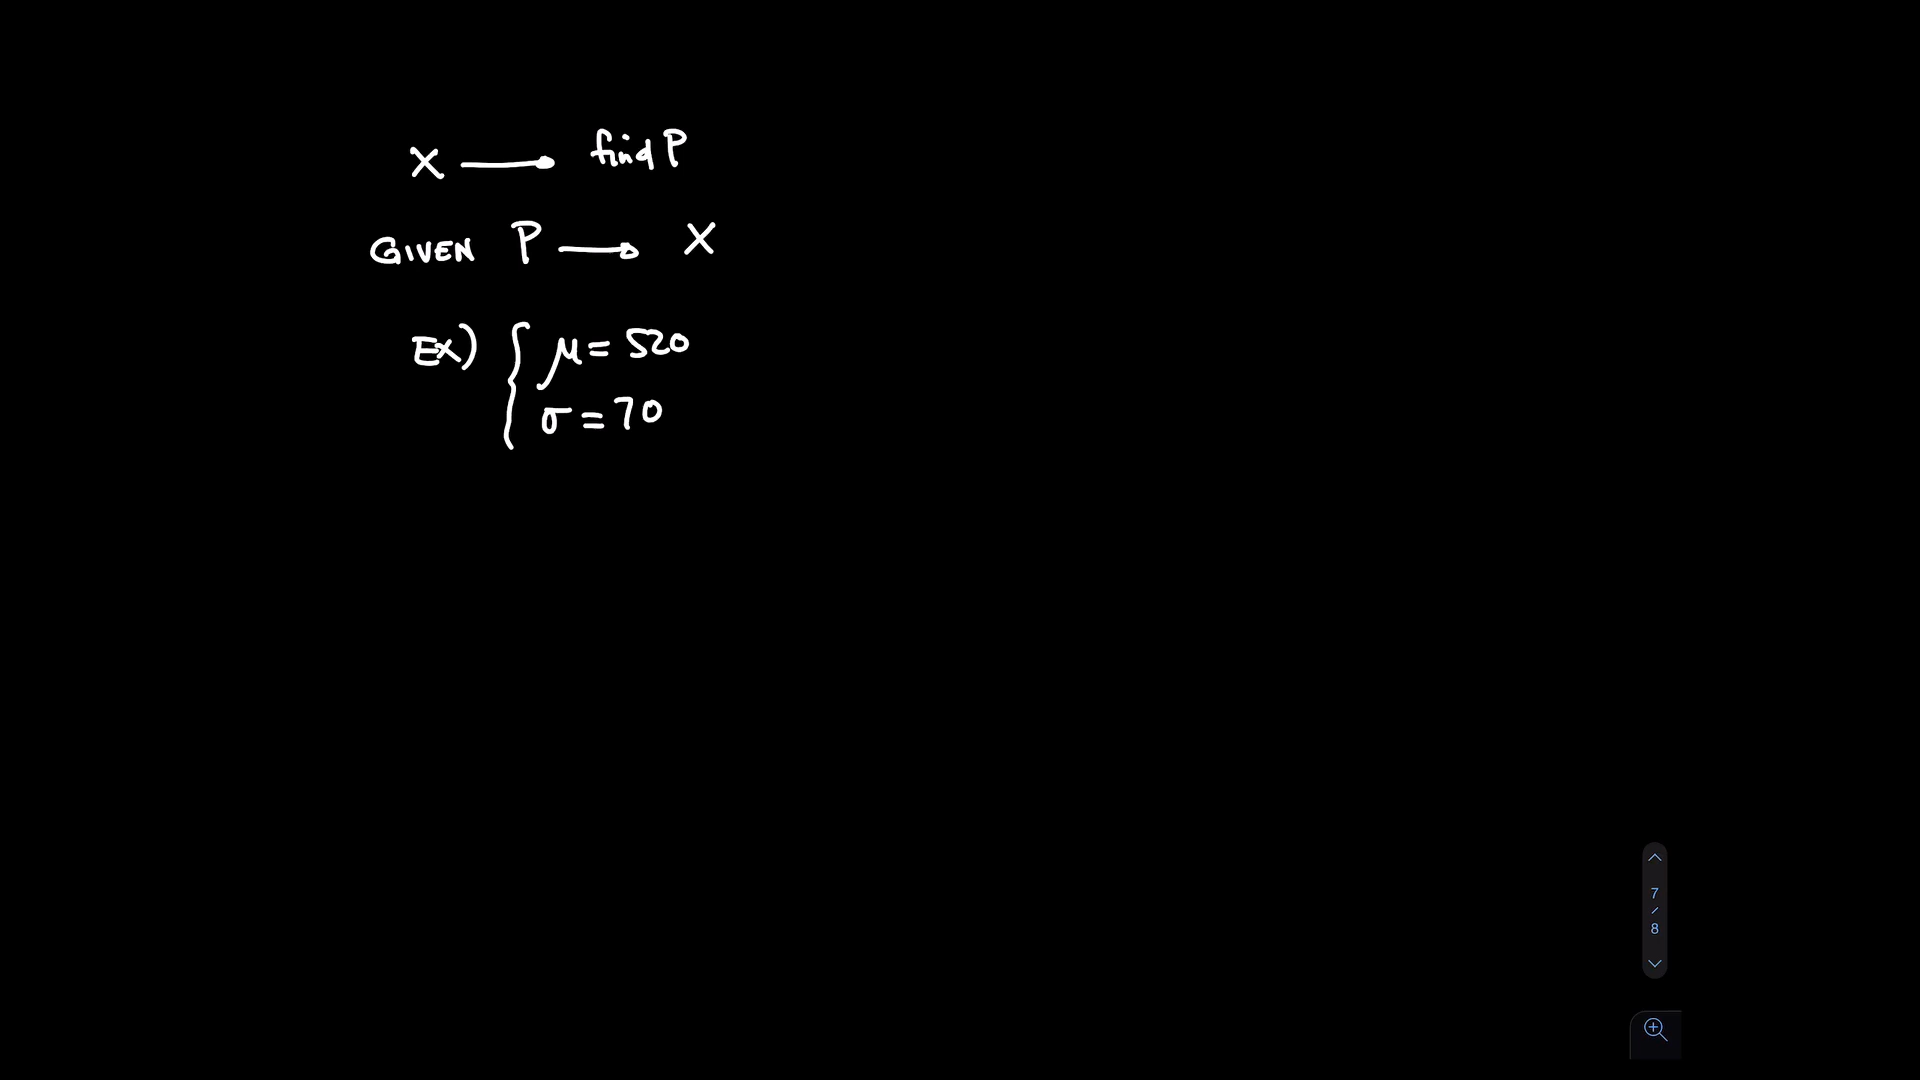 X → find P
GIVEN P → X
EX) { μ = 520
σ = 70
7
/
8